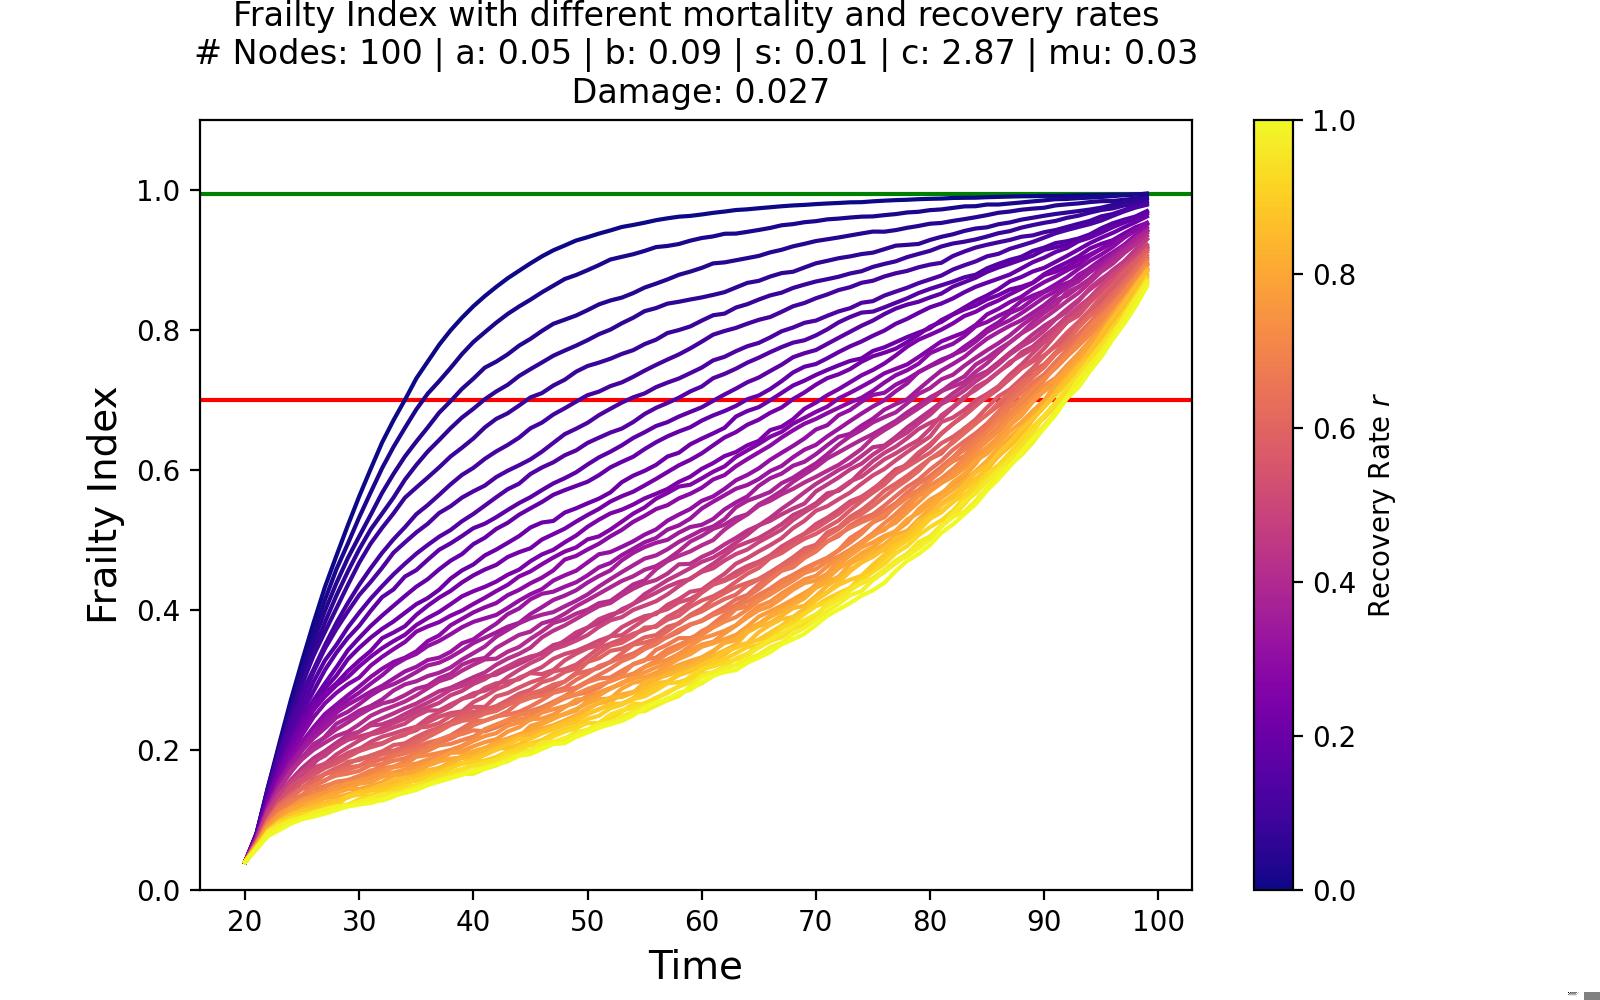 Frailty Index with different mortality and recovery rates
# Nodes: 100 | a: 0.05 | b: 0.09 | s: 0.01 | c: 2.87 | mu: 0.03
Damage: 0.027
Frailty Index
1.0
0.8
0.6
0.4
0.2
0.0
20 30 40 50 60 70 80 90 100
Time
1.0
0.8
0.6
0.4
0.2
0.0
Recovery Rate r